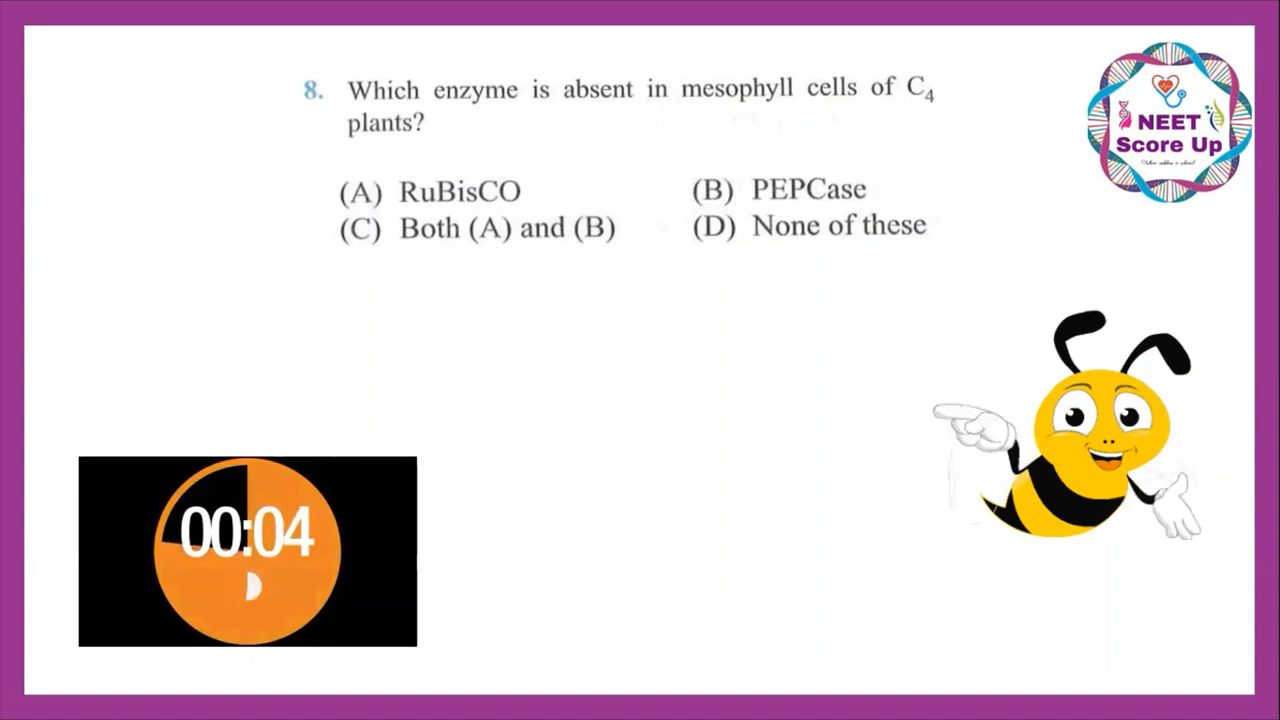 8. Which enzyme is absent in mesophyll cells of C₄
plants?
(A) RuBisCO (B) PEPCase
(C) Both (A) and (B) (D) None of these
NEET
Score Up
00:04